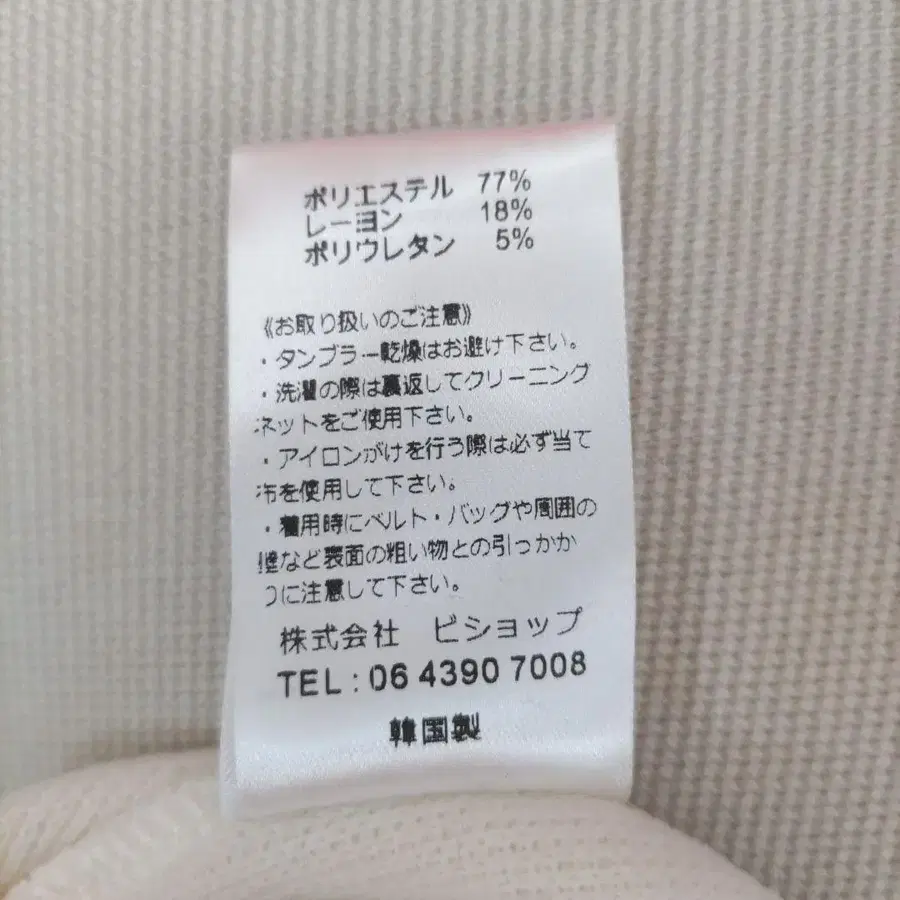 ポリエステル 77%
レーヨン 18%
ポリウレタン 5%
《お取り扱いのご注意》
・タンブラー乾燥はお避け下さい。
・洗濯の際は裏返してクリーニング
ネットをご使用下さい。
・アイロンがけを行う際は必ず当て
布を使用して下さい。
・着用時にベルト・バッグや周囲の
壁など表面の粗い物との引っかか
りに注意して下さい。
株式会社 ビショップ
TEL : 06 4390 7008
韓国製